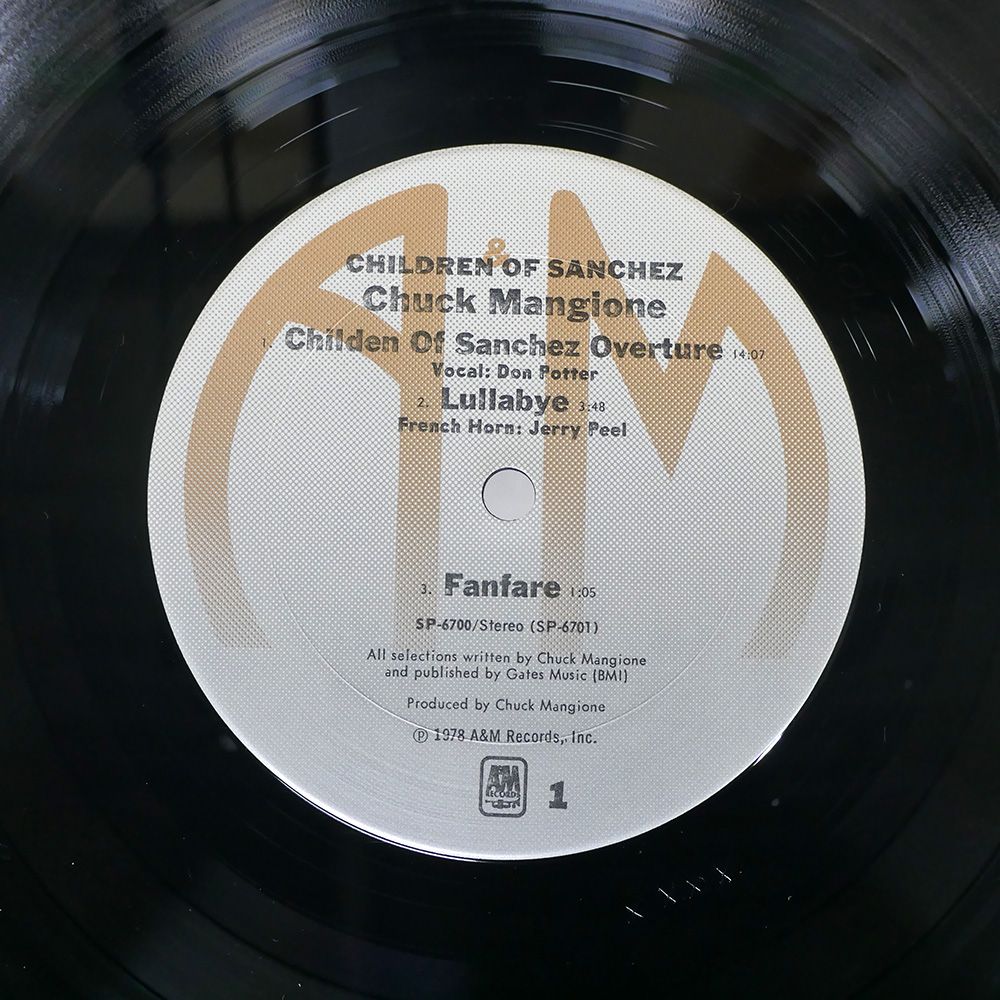 A&M
CHILDREN OF SANCHEZ
Chuck Mangione
1. Childen Of Sanchez Overture 14:07
Vocal: Don Potter
2. Lullabye 3:48
French Horn: Jerry Peel
3. Fanfare 1:05
SP-6700/Stereo (SP-6701)
All selections written by Chuck Mangione
and published by Gates Music (BMI)
Produced by Chuck Mangione
℗ 1978 A&M Records, Inc.
A&M
RECORDS
1